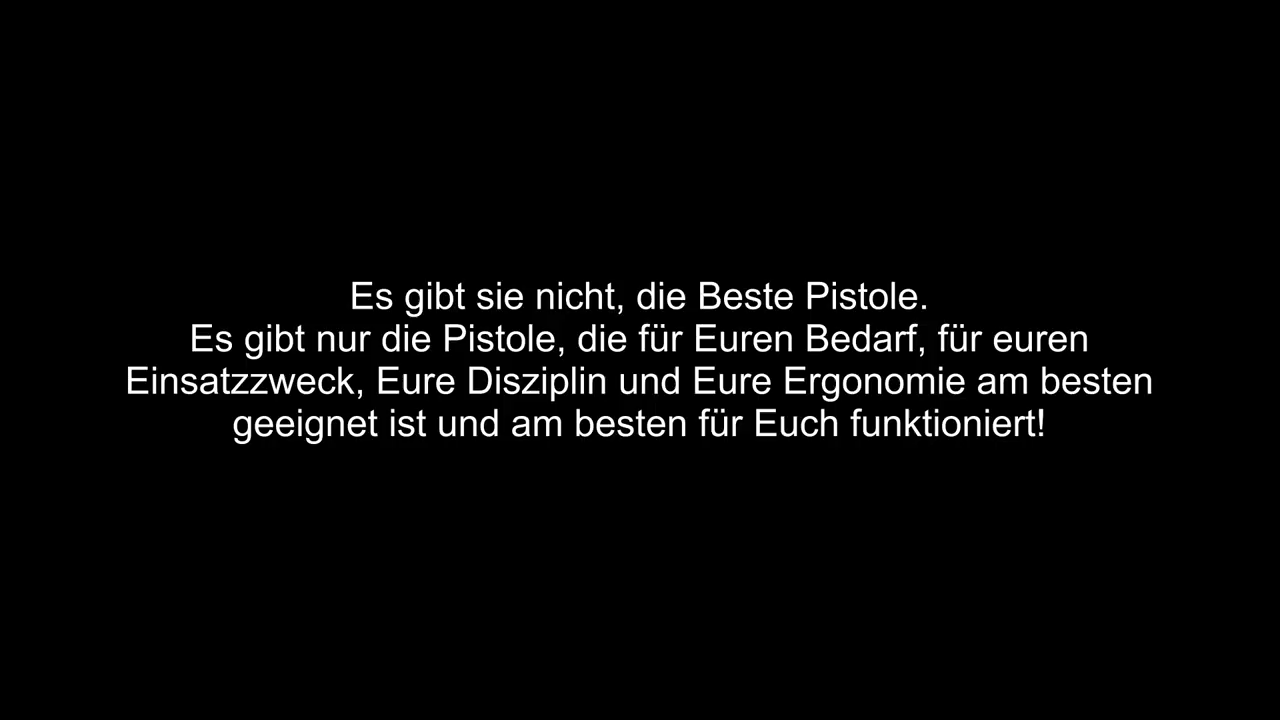 Es gibt sie nicht, die Beste Pistole.
Es gibt nur die Pistole, die für Euren Bedarf, für euren
Einsatzzweck, Eure Disziplin und Eure Ergonomie am besten
geeignet ist und am besten für Euch funktioniert!